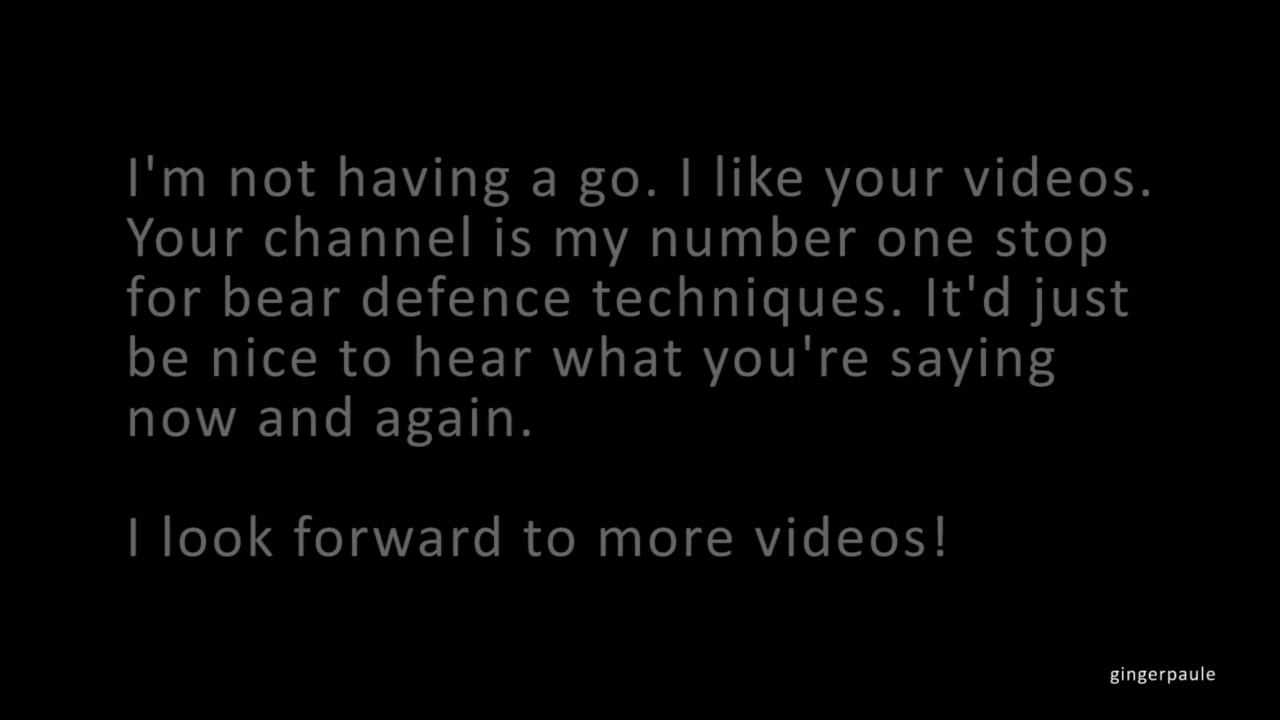 I'm not having a go. I like your videos.
Your channel is my number one stop
for bear defence techniques. It'd just
be nice to hear what you're saying
now and again.
I look forward to more videos!
gingerpaule